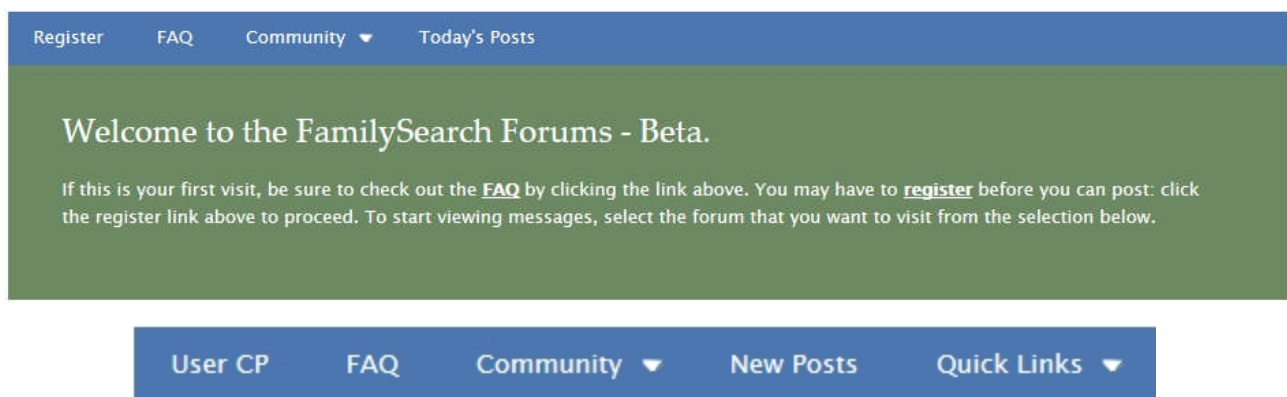 Register FAQ Community Today's Posts
Welcome to the FamilySearch Forums - Beta.
If this is your first visit, be sure to check out the FAQ by clicking the link above. You may have to register before you can post: click
the register link above to proceed. To start viewing messages, select the forum that you want to visit from the selection below.
User CP FAQ Community New Posts Quick Links